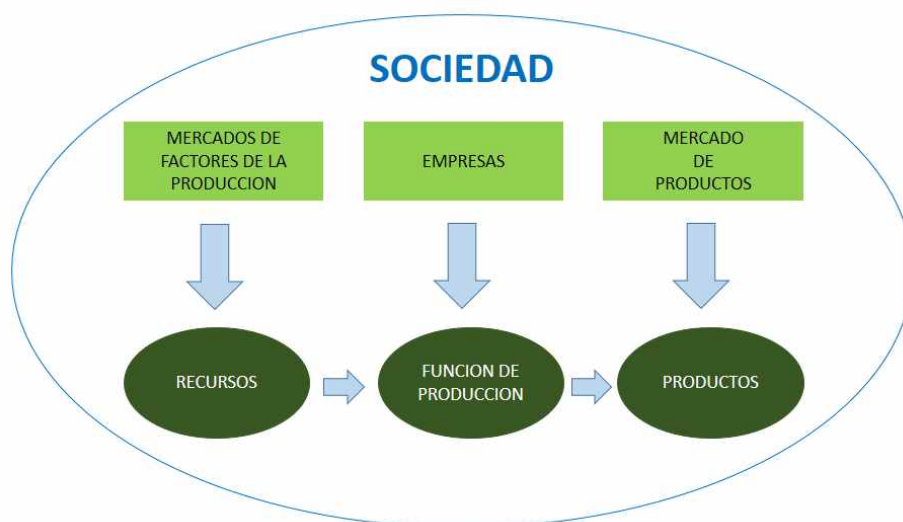 SOCIEDAD
MERCADOS DE
FACTORES DE LA
PRODUCCION
EMPRESAS
MERCADO
DE
PRODUCTOS
RECURSOS
FUNCION DE
PRODUCCION
PRODUCTOS